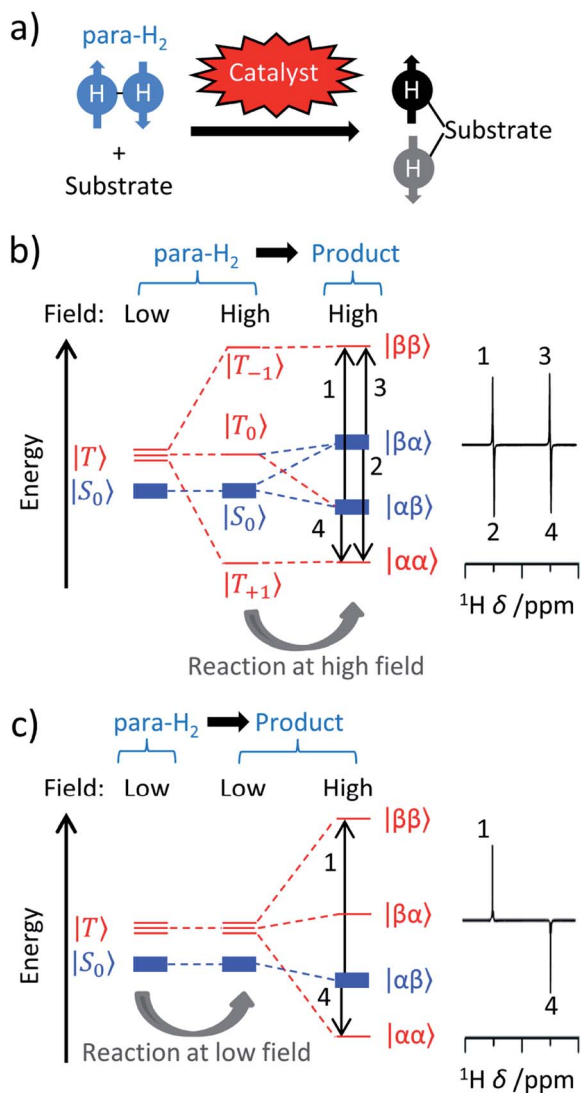 a)
para-H₂
H H
+
Substrate
Catalyst
H
Substrate
H
b)
para-H₂ Product
Field: Low High High
Energy
|T⟩
|S₀⟩
|T₋₁⟩
|T₀⟩
|S₀⟩
|T₊₁⟩
1 3
2
4
|ββ⟩
|βα⟩
|αβ⟩
|αα⟩
1 3
2 4
¹H δ /ppm
Reaction at high field
c)
para-H₂ Product
Field: Low Low High
Energy
|T⟩
|S₀⟩
1
4
|ββ⟩
|βα⟩
|αβ⟩
|αα⟩
1
4
¹H δ /ppm
Reaction at low field